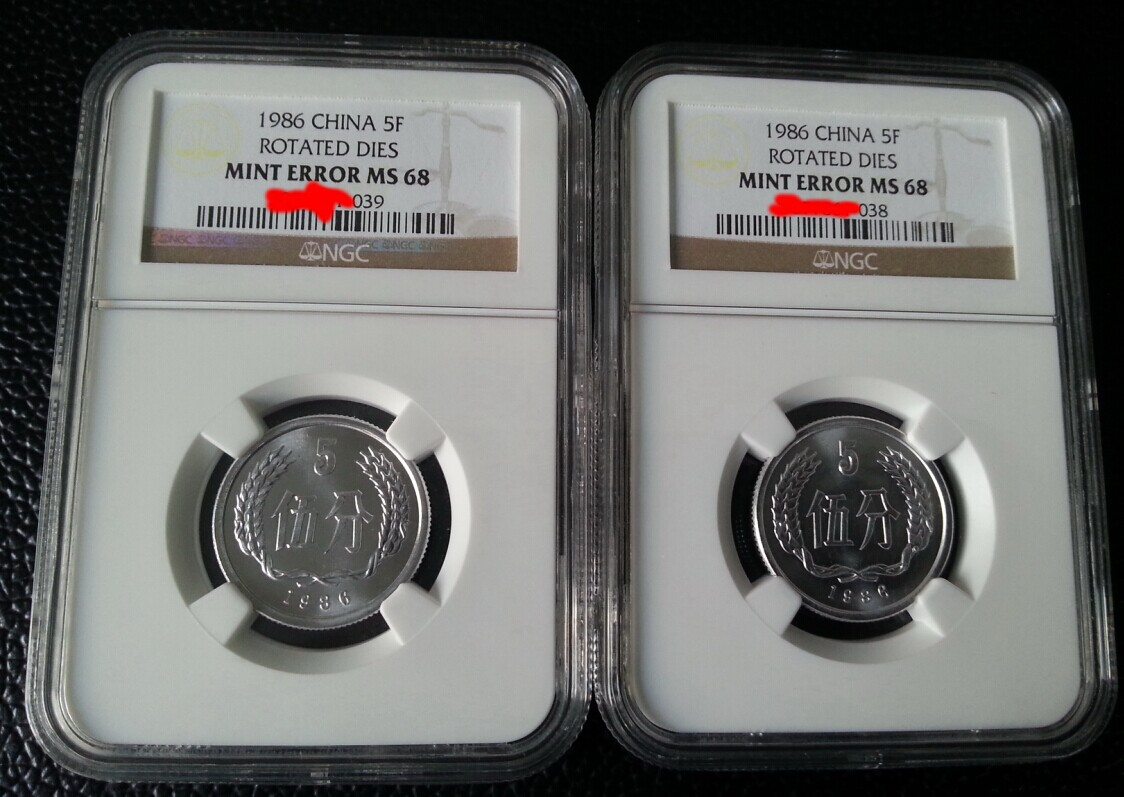 1986 CHINA 5F
ROTATED DIES
MINT ERROR MS 68
039
NGC
5
伍分
1986
1986 CHINA 5F
ROTATED DIES
MINT ERROR MS 68
038
NGC
5
伍分
1986